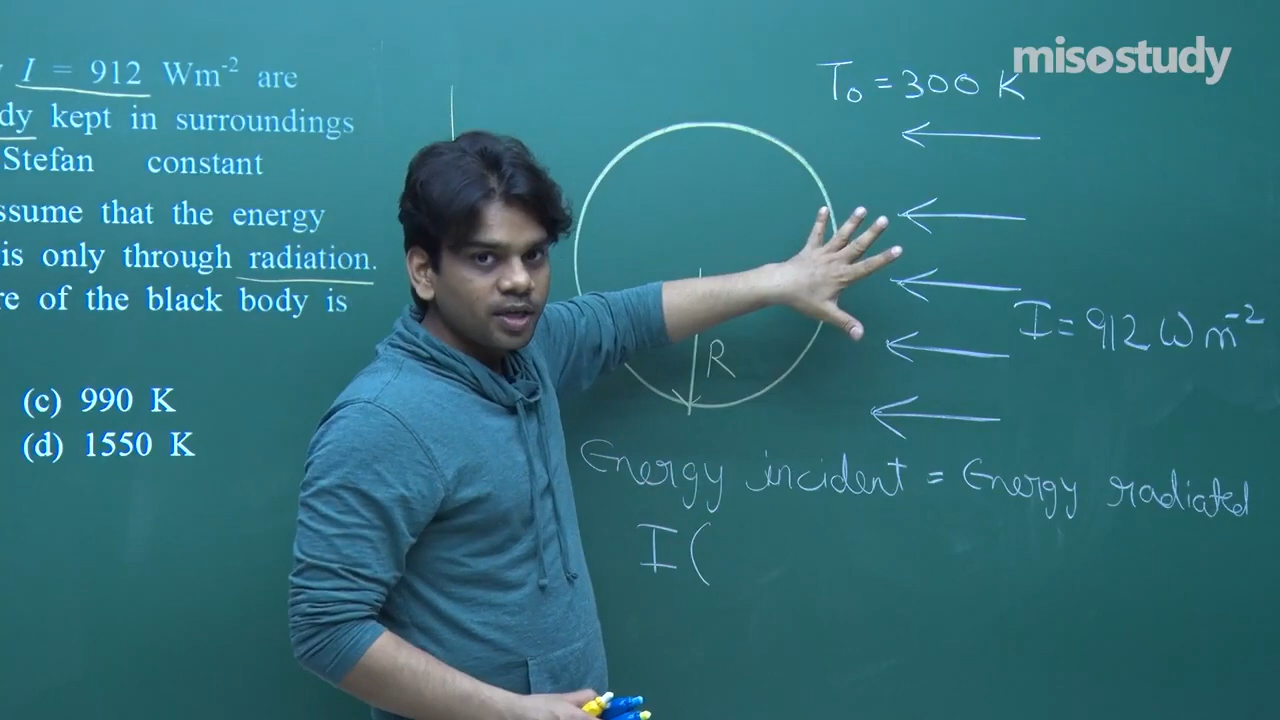 I = 912 Wm⁻² are
dy kept in surroundings
Stefan constant
ssume that the energy
is only through radiation.
re of the black body is
(c) 990 K
(d) 1550 K
misostudy
T₀ = 300 K
I = 912 W m⁻²
R
Energy incident = Energy radiated
I (